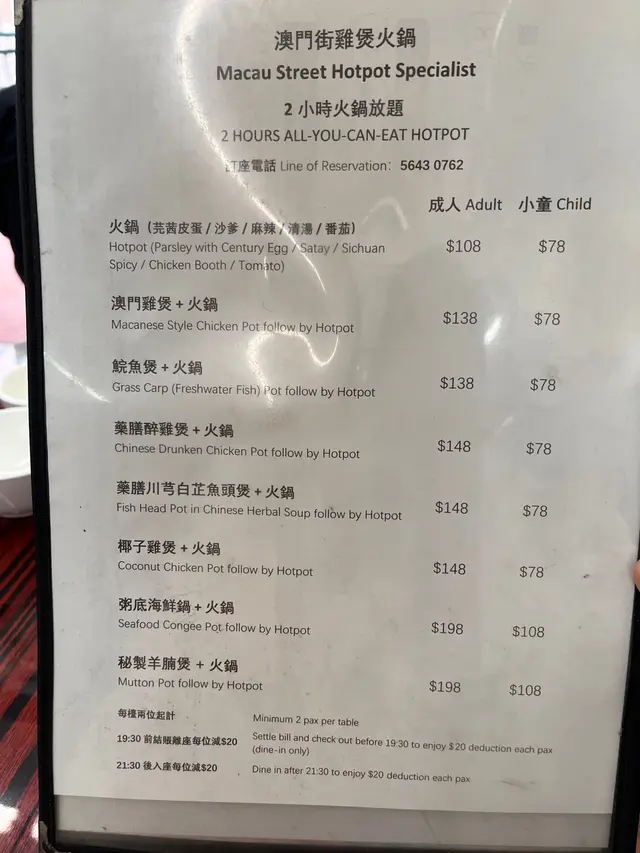 澳門街雞煲火鍋
Macau Street Hotpot Specialist
2 小時火鍋放題
2 HOURS ALL-YOU-CAN-EAT HOTPOT
訂座電話 Line of Reservation: 5643 0762
成人 Adult 小童 Child
火鍋（芫茜皮蛋 / 沙爹 / 麻辣 / 清湯 / 番茄）
Hotpot (Parsley with Century Egg / Satay / Sichuan $108 $78
Spicy / Chicken Booth / Tomato)
澳門雞煲 + 火鍋
Macanese Style Chicken Pot follow by Hotpot $138 $78
鯇魚煲 + 火鍋
Grass Carp (Freshwater Fish) Pot follow by Hotpot $138 $78
藥膳醉雞煲 + 火鍋
Chinese Drunken Chicken Pot follow by Hotpot $148 $78
藥膳川芎白芷魚頭煲 + 火鍋
Fish Head Pot in Chinese Herbal Soup follow by Hotpot $148 $78
椰子雞煲 + 火鍋
Coconut Chicken Pot follow by Hotpot $148 $78
粥底海鮮鍋 + 火鍋
Seafood Congee Pot follow by Hotpot $198 $108
秘製羊腩煲 + 火鍋
Mutton Pot follow by Hotpot $198 $108
每檯兩位起計 Minimum 2 pax per table
19:30 前結賬離座每位減$20 Settle bill and check out before 19:30 to enjoy $20 deduction each pax
(dine-in only)
21:30 後入座每位減$20 Dine in after 21:30 to enjoy $20 deduction each pax